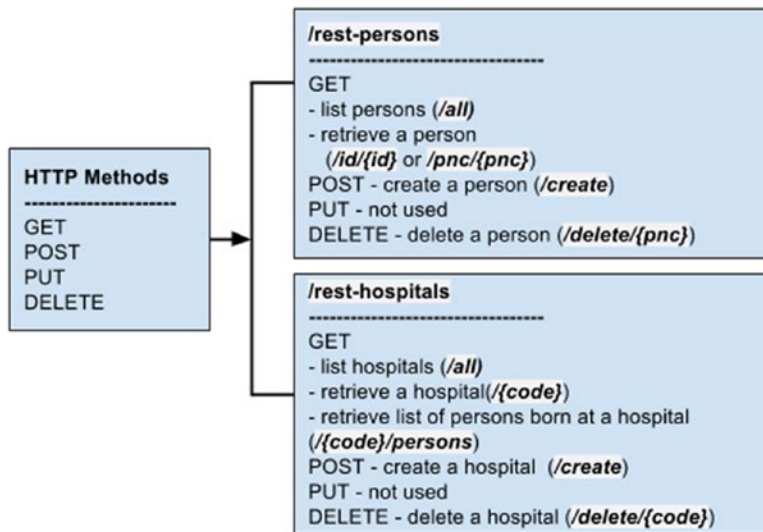 HTTP Methods
----------------------
GET
POST
PUT
DELETE
/rest-persons
----------------------------------
GET
- list persons (/all)
- retrieve a person
(/id/{id} or /pnc/{pnc})
POST - create a person (/create)
PUT - not used
DELETE - delete a person (/delete/{pnc})
/rest-hospitals
----------------------------------
GET
- list hospitals (/all)
- retrieve a hospital(/{code})
- retrieve list of persons born at a hospital
(/{code}/persons)
POST - create a hospital  (/create)
PUT - not used
DELETE - delete a hospital (/delete/{code})